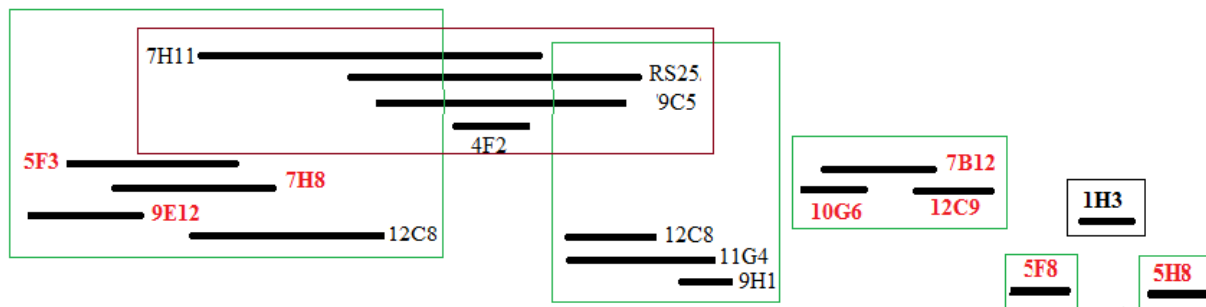 7H11
RS25.
'9C5
4F2
5F3
7H8
9E12
12C8
12C8
11G4
9H1
7B12
10G6
12C9
1H3
5F8
5H8